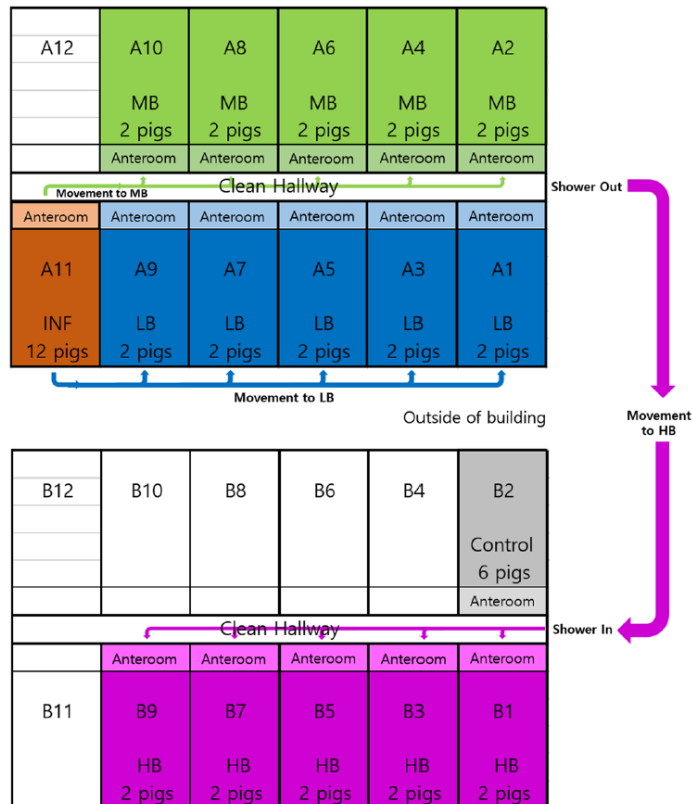 A12 A10 A8 A6 A4 A2
MB MB MB MB MB
2 pigs 2 pigs 2 pigs 2 pigs 2 pigs
Anteroom Anteroom Anteroom Anteroom Anteroom
Clean Hallway
Shower Out
Movement to MB
Anteroom Anteroom Anteroom Anteroom Anteroom Anteroom
A11 A9 A7 A5 A3 A1
INF LB LB LB LB LB
12 pigs 2 pigs 2 pigs 2 pigs 2 pigs 2 pigs
Movement to LB
Outside of building
Movement
to HB
B12 B10 B8 B6 B4 B2
Control
6 pigs
Anteroom
Clean Hallway
Shower In
Anteroom Anteroom Anteroom Anteroom Anteroom
B11 B9 B7 B5 B3 B1
HB HB HB HB HB
2 pigs 2 pigs 2 pigs 2 pigs 2 pigs